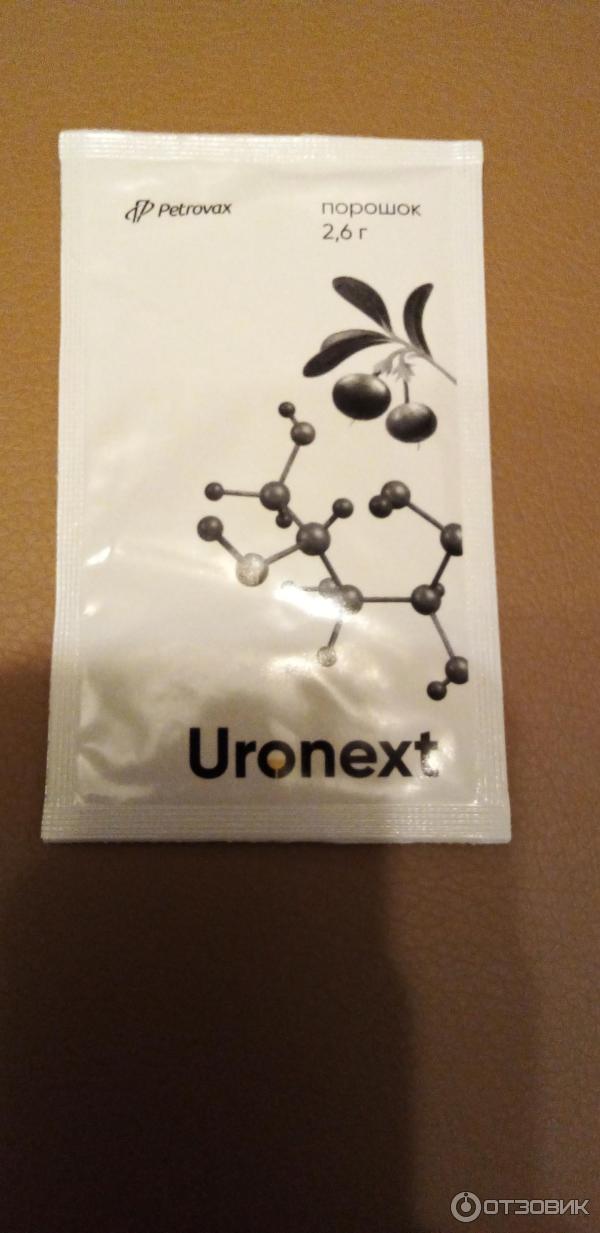 Petrovax
порошок
2,6 г
Uronext
ОТЗОВИК